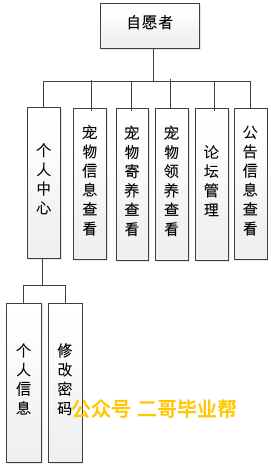 自愿者
个人中心
宠物信息查看
宠物寄养查看
宠物领养查看
论坛管理
公告信息查看
个人信息
修改密码
公众号 二哥毕业帮